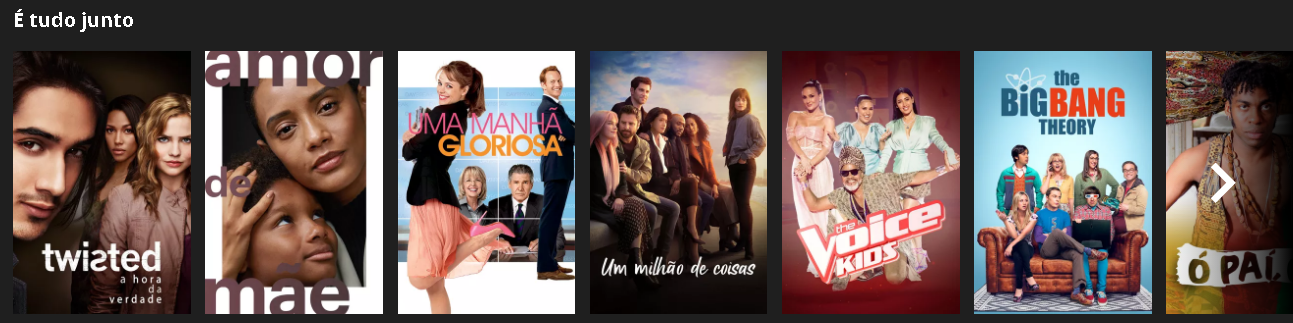 É tudo junto
twisted
a hora
da
verdade
amor
de
mãe
UMA MANHÃ
GLORIOSA
Um milhão de coisas
the
Voice
KIDS
the
BIG BANG
THEORY
Ó PAÍ,